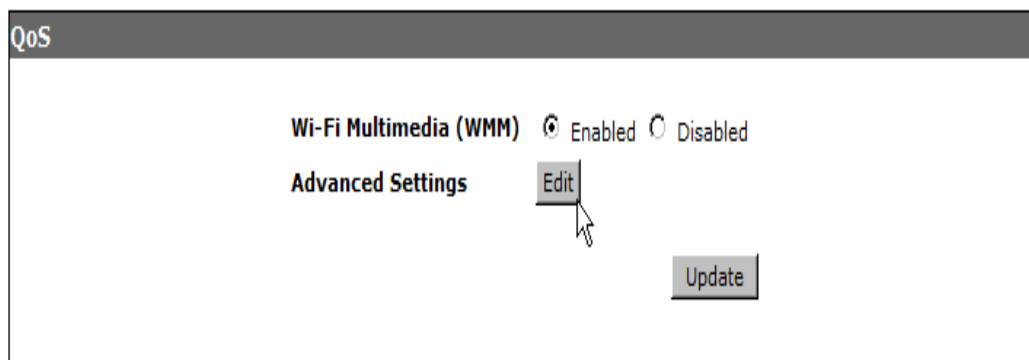 QoS
Wi-Fi Multimedia (WMM) Enabled Disabled
Advanced Settings Edit
Update